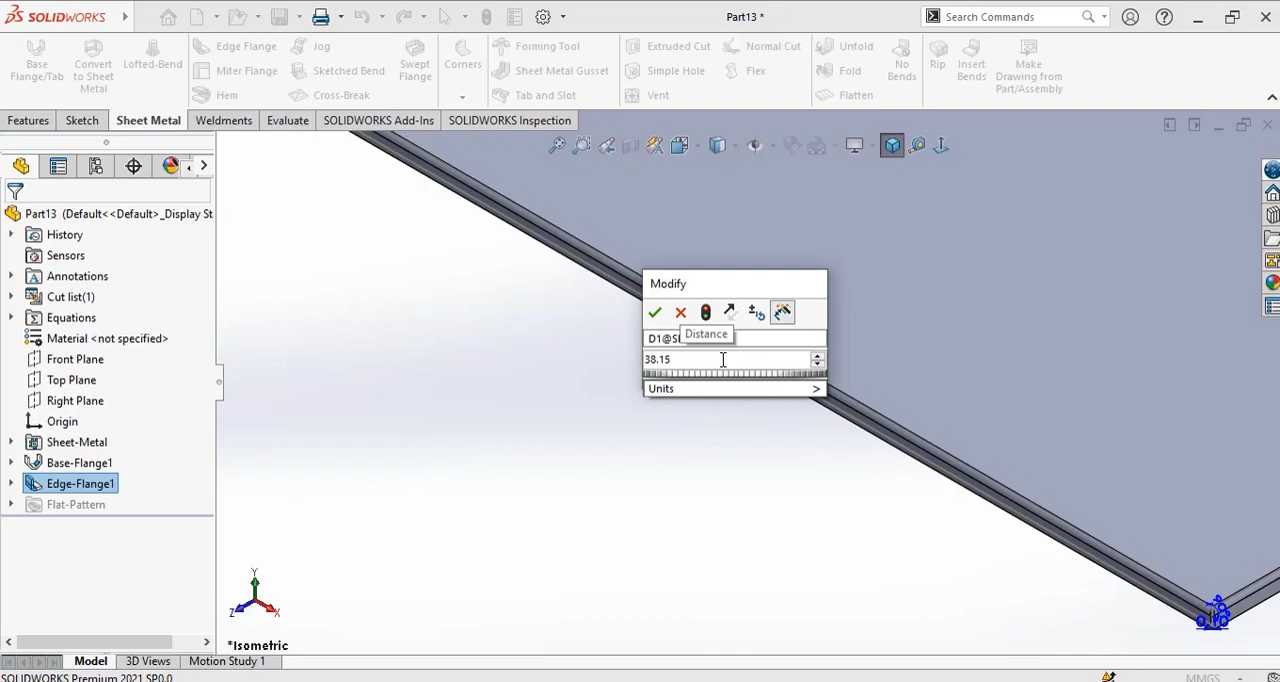 SOLIDWORKS
Part13 *
Search Commands
Base Flange/Tab
Convert to Sheet Metal
Lofted-Bend
Edge Flange
Miter Flange
Hem
Jog
Sketched Bend
Cross-Break
Swept Flange
Corners
Forming Tool
Sheet Metal Gusset
Tab and Slot
Extruded Cut
Simple Hole
Vent
Normal Cut
Flex
Unfold
Fold
Flatten
No Bends
Rip
Insert Bends
Make Drawing from Part/Assembly
Features
Sketch
Sheet Metal
Weldments
Evaluate
SOLIDWORKS Add-Ins
SOLIDWORKS Inspection
Part13 (Default<<Default>_Display St
History
Sensors
Annotations
Cut list(1)
Equations
Material <not specified>
Front Plane
Top Plane
Right Plane
Origin
Sheet-Metal
Base-Flange1
Edge-Flange1
Flat-Pattern
Modify
Distance
38.15
Units >
Y
Z
X
*Isometric
Model
3D Views
Motion Study 1
SOLIDWORKS Premium 2021 SP0.0
MMGS